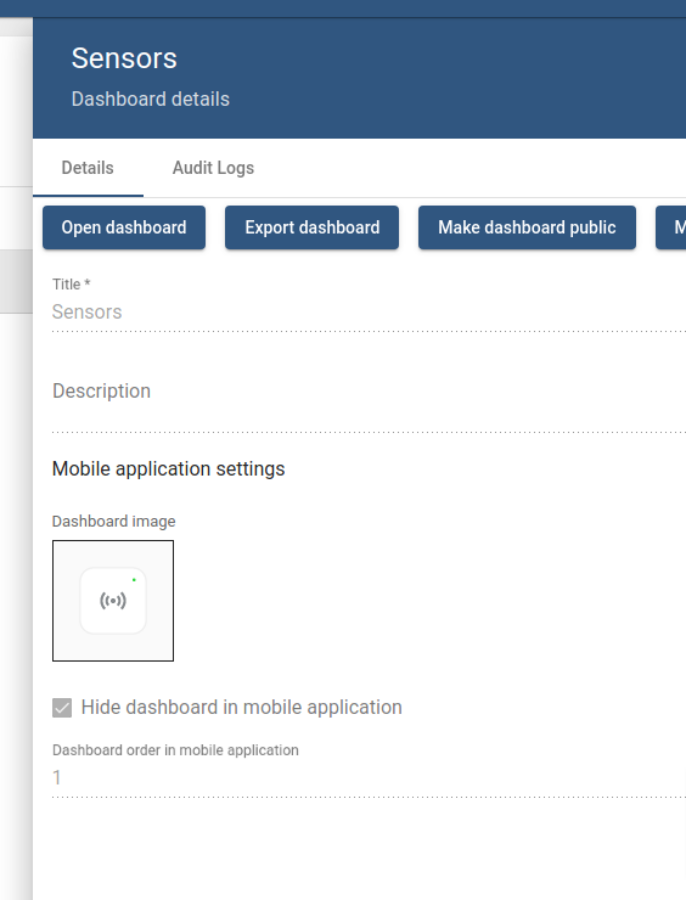 Sensors
Dashboard details
Details Audit Logs
Open dashboard Export dashboard Make dashboard public M
Title *
Sensors
Description
Mobile application settings
Dashboard image
Hide dashboard in mobile application
Dashboard order in mobile application
1